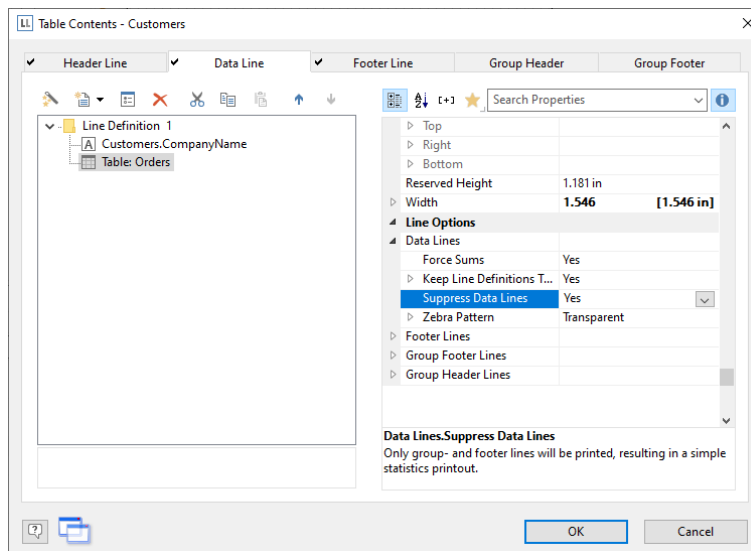 LL Table Contents - Customers
Header Line Data Line Footer Line Group Header Group Footer
Search Properties
Line Definition 1
A Customers.CompanyName
Table: Orders
Top
Right
Bottom
Reserved Height 1.181 in
Width 1.546 [1.546 in]
Line Options
Data Lines
Force Sums Yes
Keep Line Definitions T... Yes
Suppress Data Lines Yes
Zebra Pattern Transparent
Footer Lines
Group Footer Lines
Group Header Lines
Data Lines.Suppress Data Lines
Only group- and footer lines will be printed, resulting in a simple
statistics printout.
OK Cancel